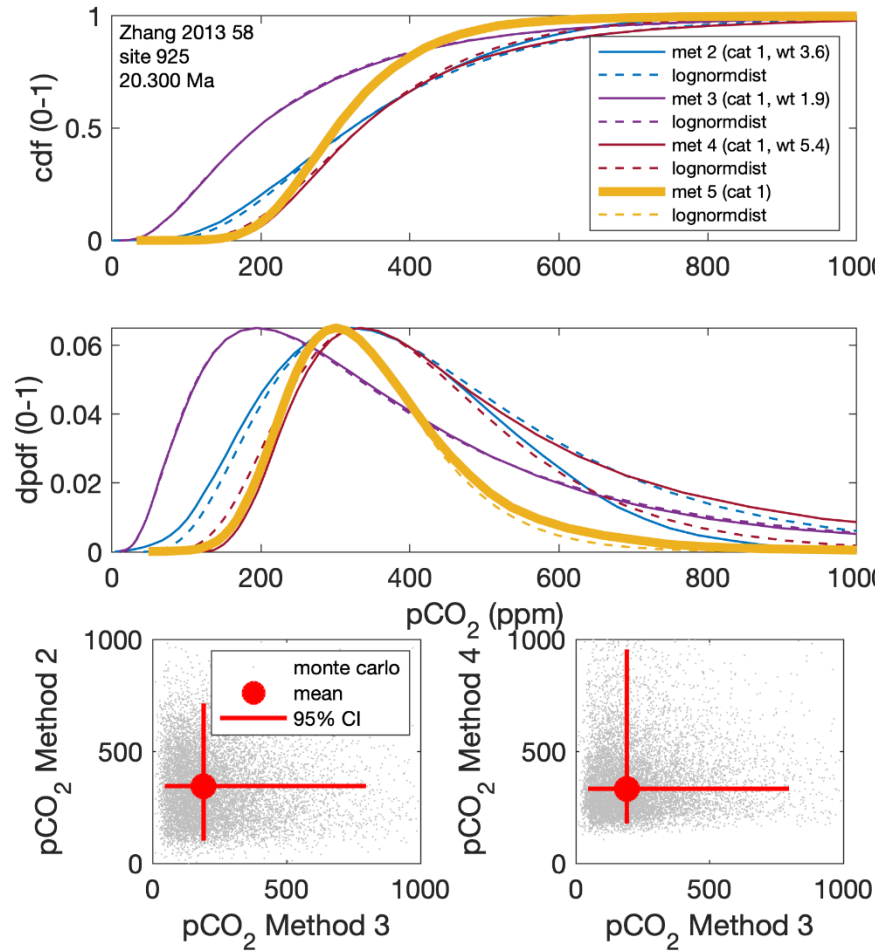 1
0.5
0
cdf (0-1)
Zhang 2013 58
site 925
20.300 Ma
met 2 (cat 1, wt 3.6)
lognormdist
met 3 (cat 1, wt 1.9)
lognormdist
met 4 (cat 1, wt 5.4)
lognormdist
met 5 (cat 1)
lognormdist
0 200 400 600 800 1000
0.06
0.04
0.02
0
dpdf (0-1)
0 200 400 600 800 1000
pCO₂ (ppm)
1000
500
0
pCO₂ Method 2
monte carlo
mean
95% CI
0 500 1000
pCO₂ Method 3
1000
500
0
pCO₂ Method 4
0 500 1000
pCO₂ Method 3